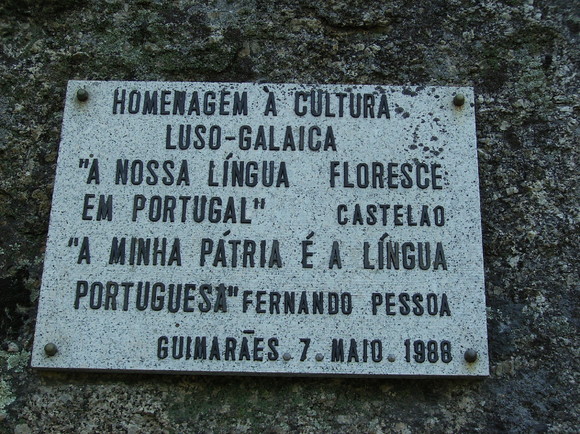 HOMENAGEM À CULTURA
LUSO-GALAICA
"A NOSSA LÍNGUA FLORESCE
EM PORTUGAL" CASTELAO
"A MINHA PÁTRIA É A LÍNGUA
PORTUGUESA" FERNANDO PESSOA
GUIMARÃES. 7. MAIO. 1988